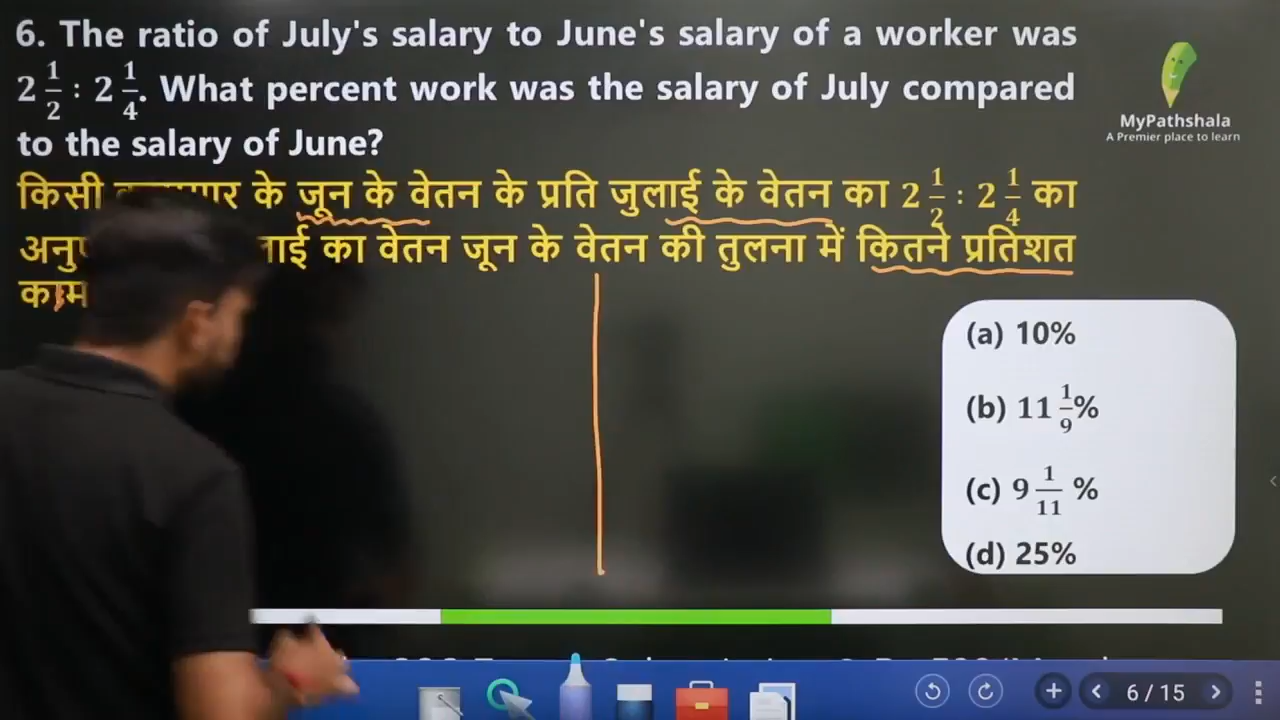 6. The ratio of July's salary to June's salary of a worker was
2 1/2 : 2 1/4. What percent work was the salary of July compared
to the salary of June?
MyPathshala
A Premier place to learn
किसी के जून के वेतन के प्रति जुलाई के वेतन का 2 1/2 : 2 1/4 का
का वेतन जून के वेतन की तुलना में कितने प्रतिशत
(a) 10%
(b) 11 1/9%
(c) 9 1/11 %
(d) 25%
6 / 15